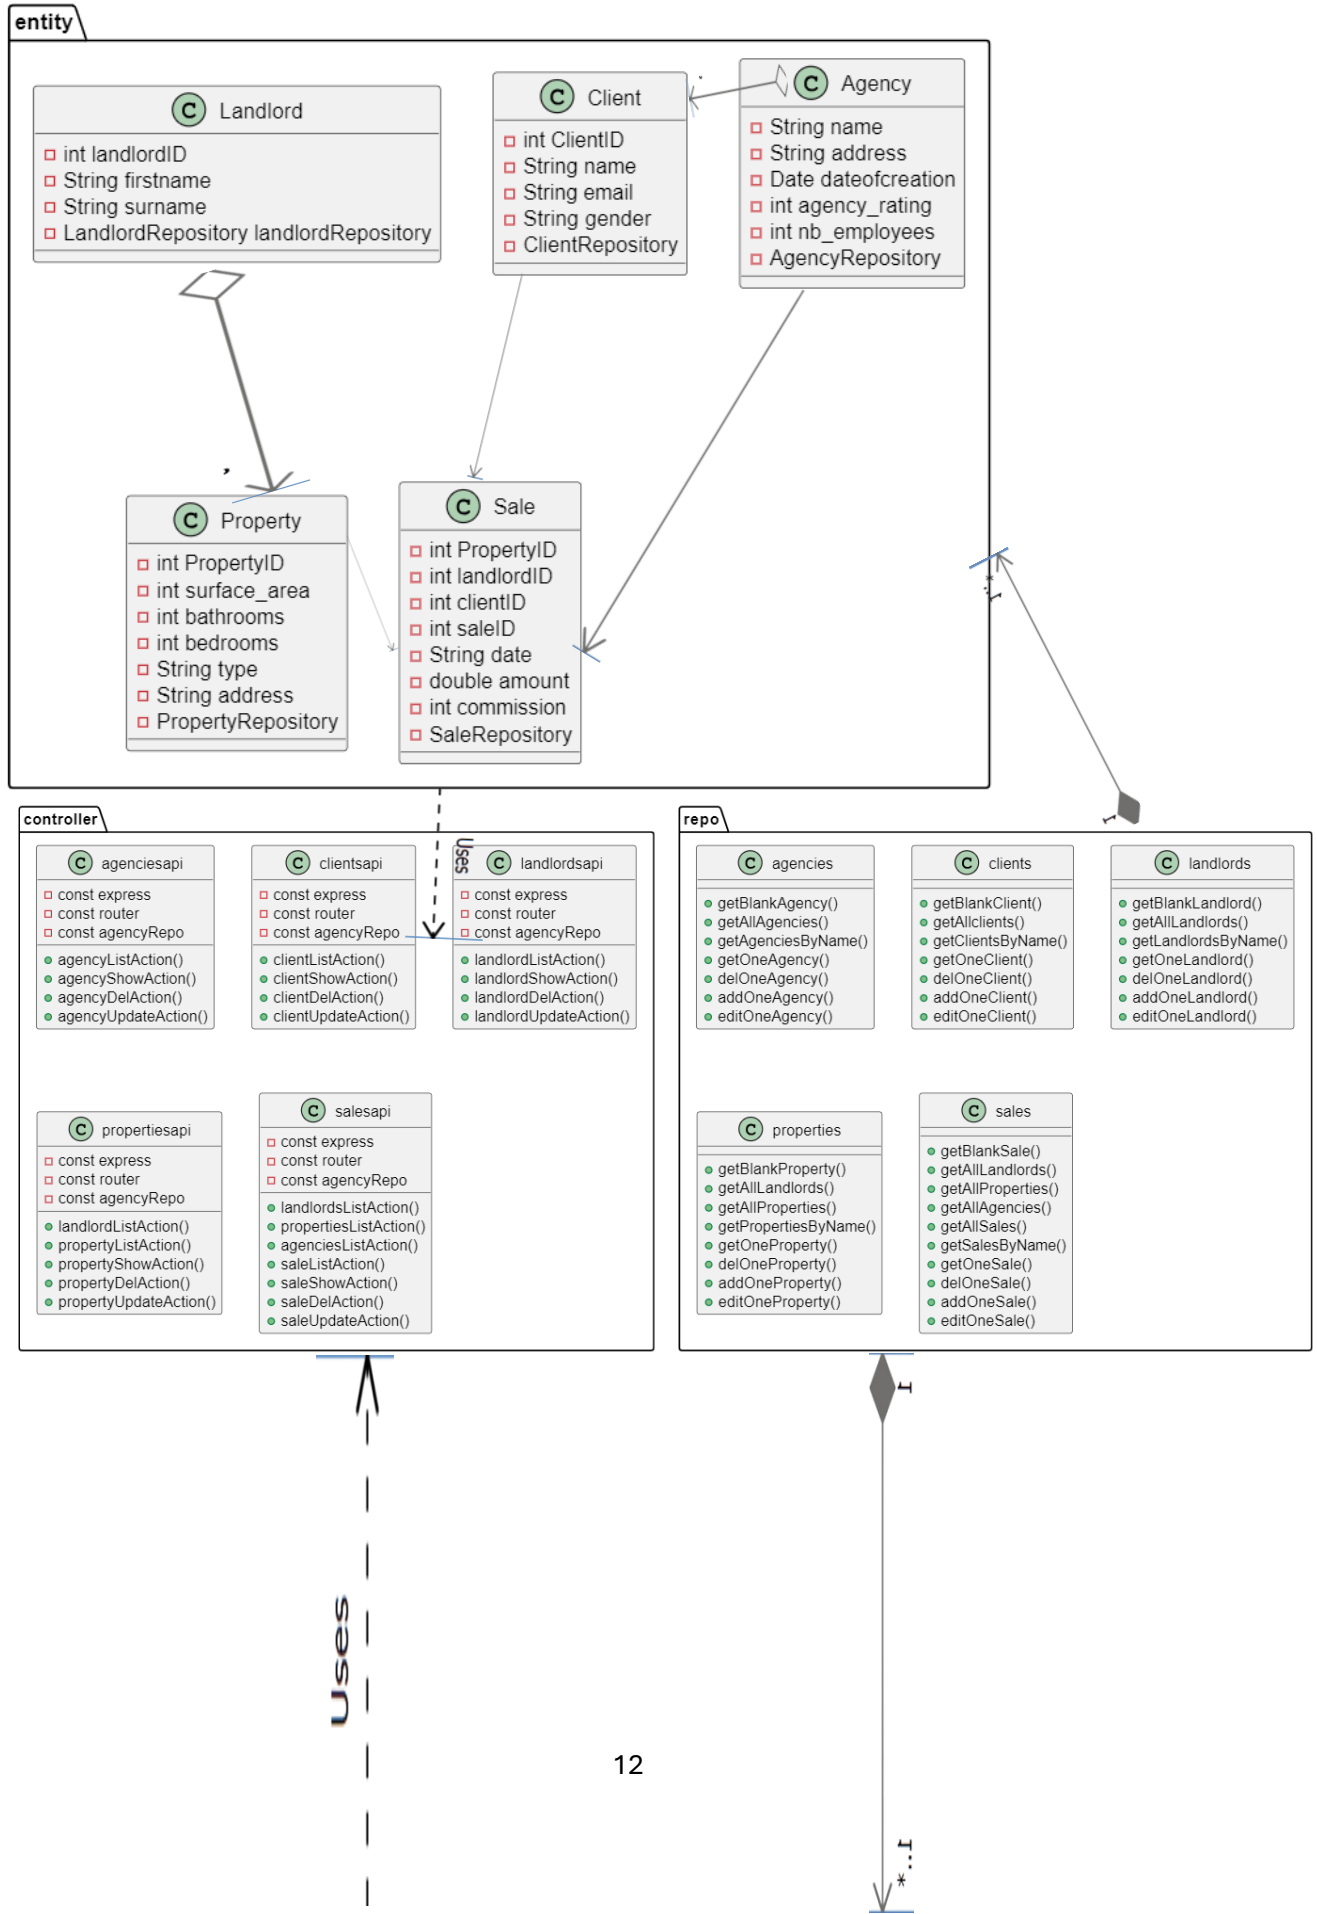 entity
C Landlord
int landlordID
String firstname
String surname
LandlordRepository landlordRepository
C Client
int ClientID
String name
String email
String gender
ClientRepository
C Agency
String name
String address
Date dateofcreation
int agency_rating
int nb_employees
AgencyRepository
C Property
int PropertyID
int surface_area
int bathrooms
int bedrooms
String type
String address
PropertyRepository
C Sale
int PropertyID
int landlordID
int clientID
int saleID
String date
double amount
int commission
SaleRepository
1..*
1
Uses
controller
C agenciesapi
const express
const router
const agencyRepo
agencyListAction()
agencyShowAction()
agencyDelAction()
agencyUpdateAction()
C clientsapi
const express
const router
const agencyRepo
clientListAction()
clientShowAction()
clientDelAction()
clientUpdateAction()
C landlordsapi
const express
const router
const agencyRepo
landlordListAction()
landlordShowAction()
landlordDelAction()
landlordUpdateAction()
C propertiesapi
const express
const router
const agencyRepo
landlordListAction()
propertyListAction()
propertyShowAction()
propertyDelAction()
propertyUpdateAction()
C salesapi
const express
const router
const agencyRepo
landlordsListAction()
propertiesListAction()
agenciesListAction()
saleListAction()
saleShowAction()
saleDelAction()
saleUpdateAction()
repo
C agencies
getBlankAgency()
getAllAgencies()
getAgenciesByName()
getOneAgency()
delOneAgency()
addOneAgency()
editOneAgency()
C clients
getBlankClient()
getAllclients()
getClientsByName()
getOneClient()
delOneClient()
addOneClient()
editOneClient()
C landlords
getBlankLandlord()
getAllLandlords()
getLandlordsByName()
getOneLandlord()
delOneLandlord()
addOneLandlord()
editOneLandlord()
C properties
getBlankProperty()
getAllLandlords()
getAllProperties()
getPropertiesByName()
getOneProperty()
delOneProperty()
addOneProperty()
editOneProperty()
C sales
getBlankSale()
getAllLandlords()
getAllProperties()
getAllAgencies()
getAllSales()
getSalesByName()
getOneSale()
delOneSale()
addOneSale()
editOneSale()
1
Uses
12
1...*